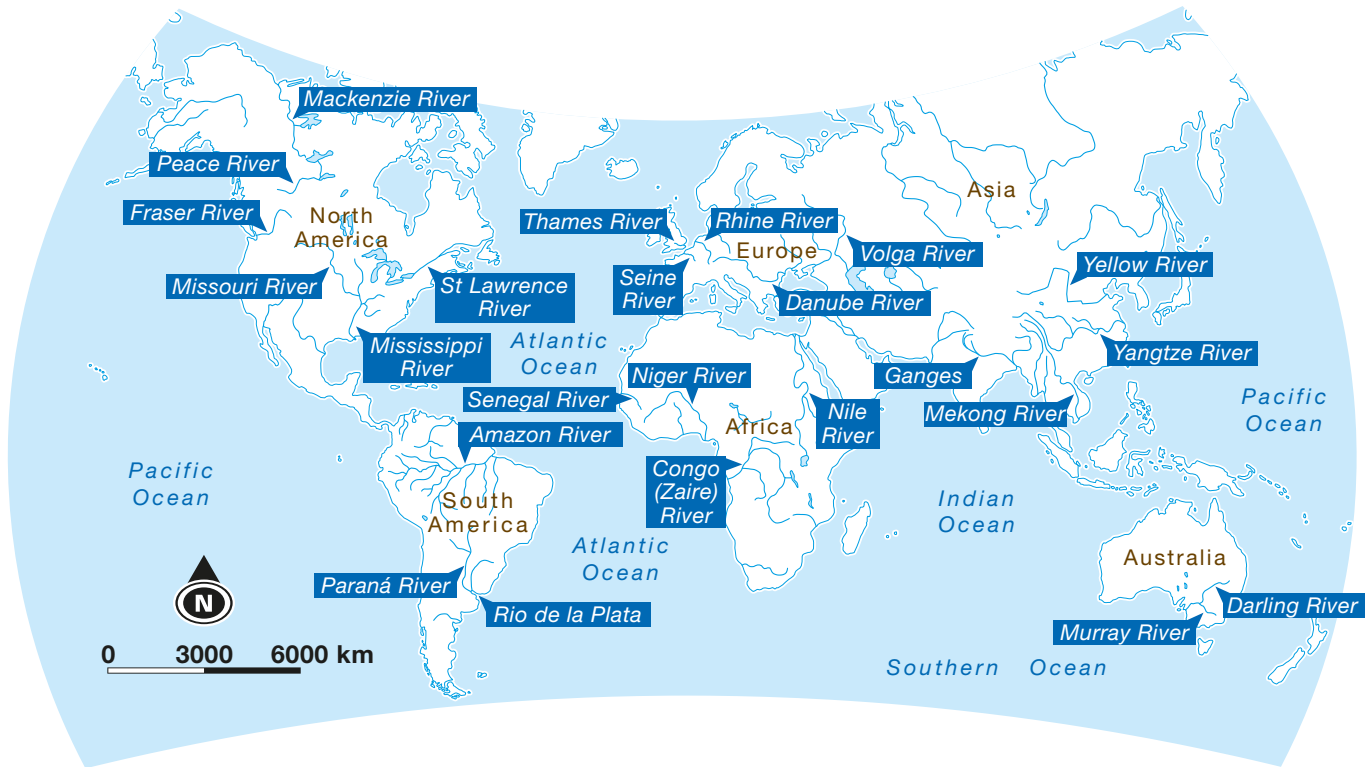 Mackenzie River
Peace River
Fraser River
North
America
Missouri River
St Lawrence
River
Mississippi
River
Thames River
Rhine River
Europe
Seine
River
Volga River
Danube River
Asia
Yellow River
Yangtze River
Ganges
Mekong River
Atlantic
Ocean
Niger River
Senegal River
Africa
Nile
River
Amazon River
Congo
(Zaire)
River
South
America
Pacific
Ocean
Pacific
Ocean
Indian
Ocean
Atlantic
Ocean
Australia
Paraná River
Rio de la Plata
Darling River
Murray River
Southern Ocean
N
0 3000 6000 km